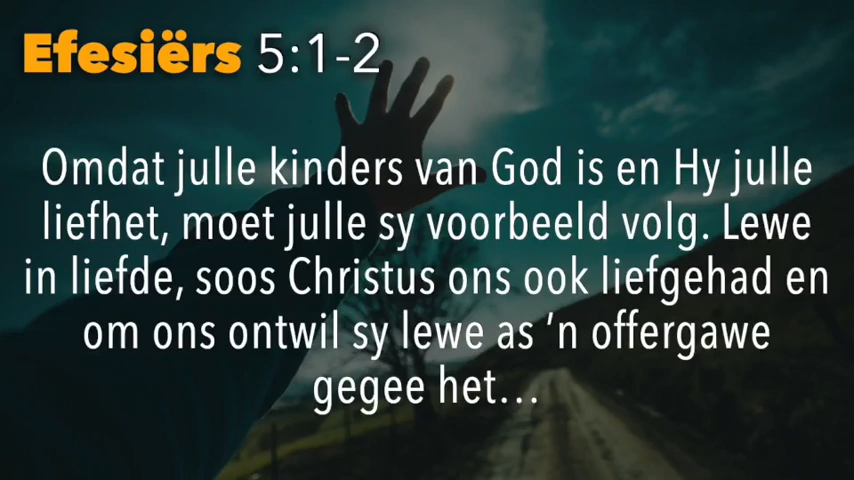 Efesiërs 5:1-2
Omdat julle kinders van God is en Hy julle
liefhet, moet julle sy voorbeeld volg. Lewe
in liefde, soos Christus ons ook liefgehad en
om ons ontwil sy lewe as ’n offergawe
gegee het…